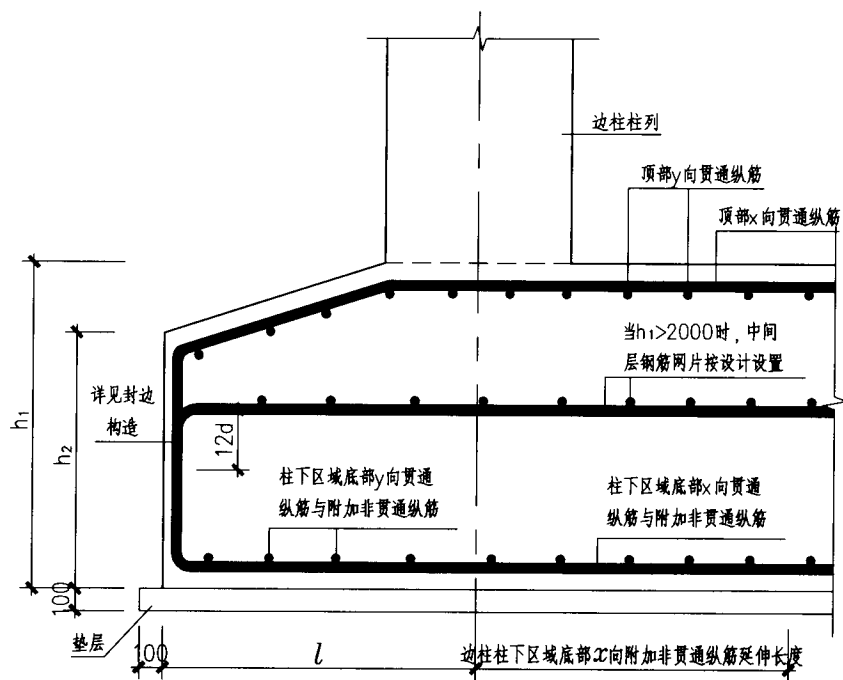 边柱柱列
顶部y向贯通纵筋
顶部x向贯通纵筋
当h₁>2000时，中间
层钢筋网片按设计设置
详见封边
构造
h₁
h₂
12d
柱下区域底部y向贯通
纵筋与附加非贯通纵筋
柱下区域底部x向贯通
纵筋与附加非贯通纵筋
100
垫层
100
l
边柱柱下区域底部x向附加非贯通纵筋延伸长度